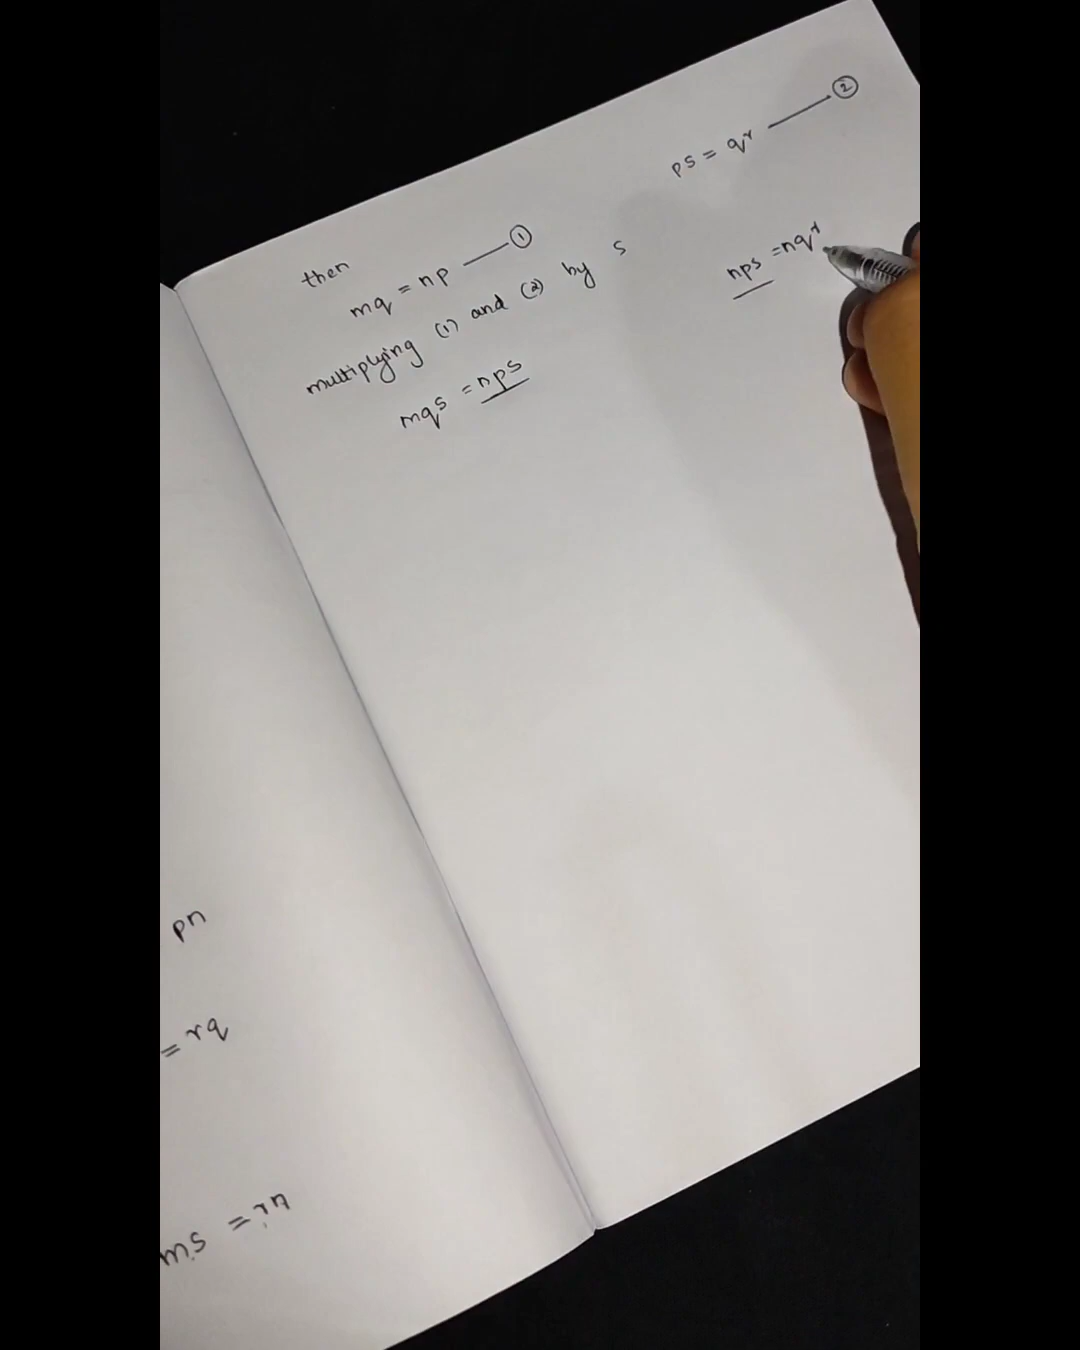 ps = qr ②
then
mq = np ①
multiplying (1) and (2) by s
nps = nqr
mqs = nps
pn
= rq
ms = rn